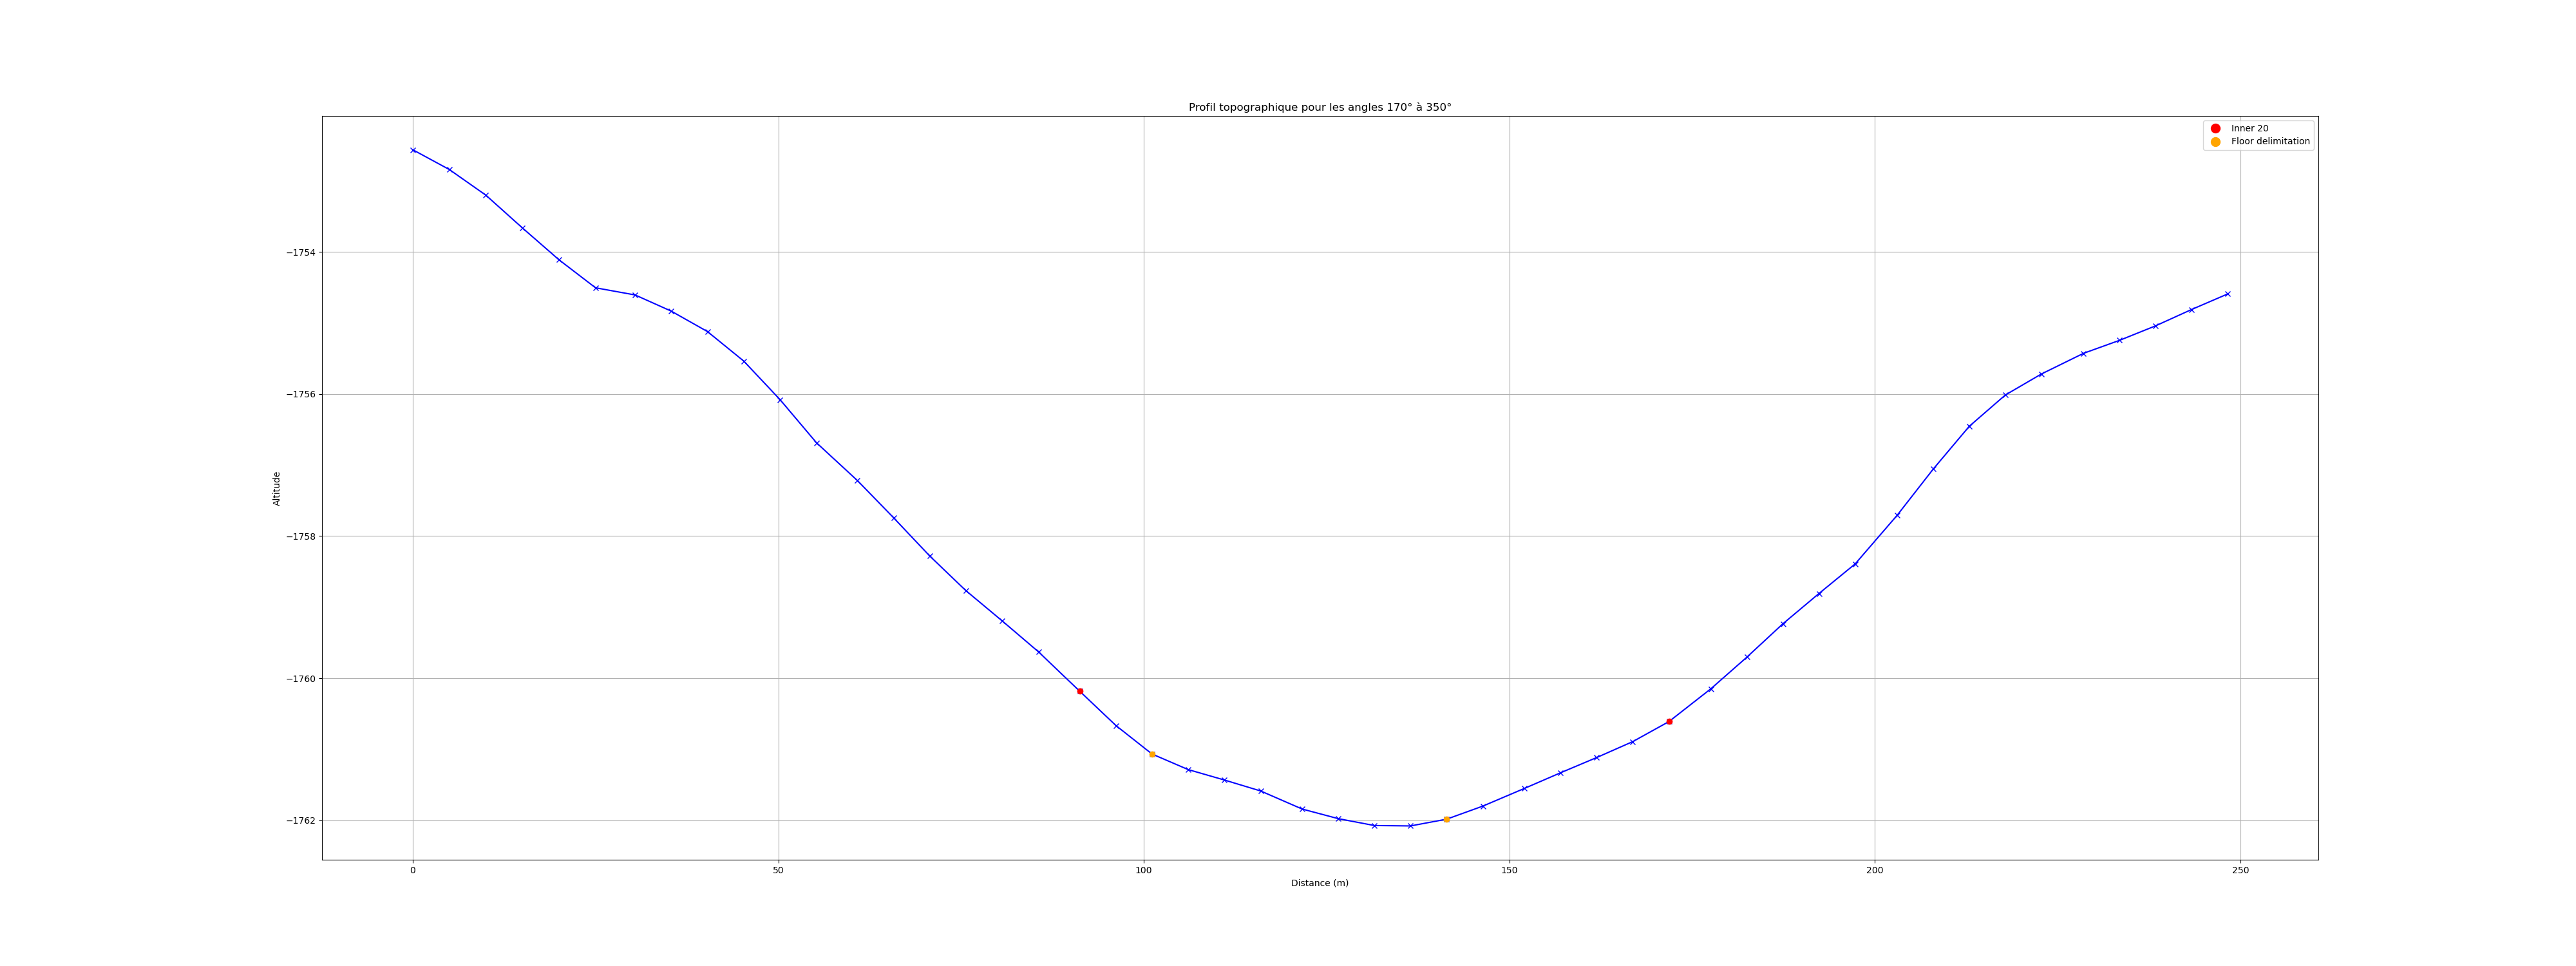 Profil topographique pour les angles 170° à 350°
Inner 20
Floor delimitation
Altitude
−1754
−1756
−1758
−1760
−1762
0 50 100 150 200 250
Distance (m)